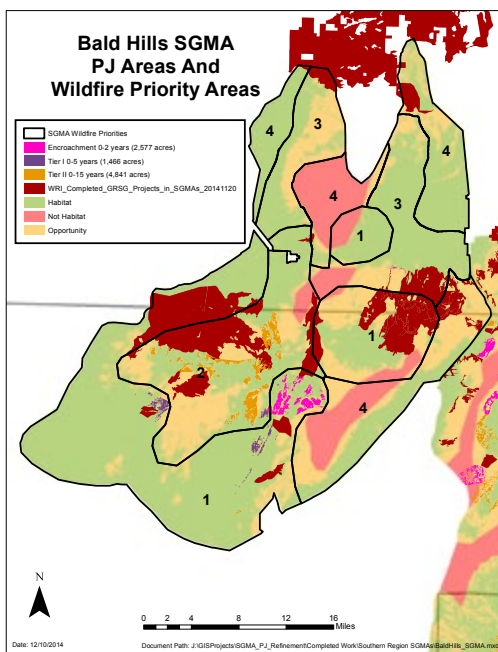 Bald Hills SGMA
PJ Areas And
Wildfire Priority Areas
SGMA Wildfire Priorities
Encroachment 0-2 years (2,577 acres)
Tier I 0-5 years (1,466 acres)
Tier II 0-15 years (4,841 acres)
WRI_Completed_GRSG_Projects_in_SGMAs_20141120
Habitat
Not Habitat
Opportunity
4
3
4
4
3
1
1
2
4
1
N
0 2 4 8 12 16
Miles
Date: 12/10/2014
Document Path: J:\GISProjects\SGMA_PJ_Refinement\Completed Work\Southern Region SGMAs\BaldHills_SGMA.mxd